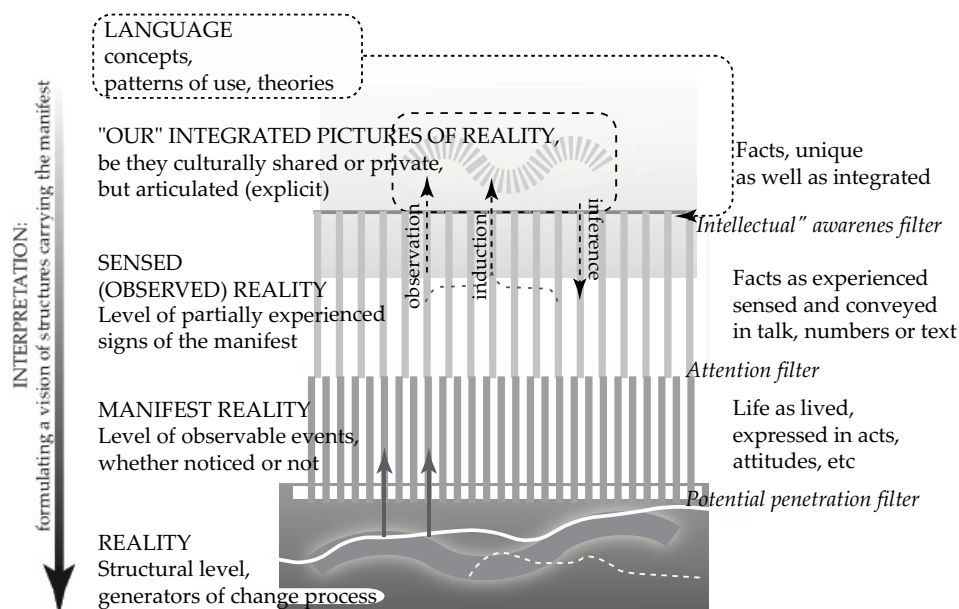 LANGUAGE
concepts,
patterns of use, theories
"OUR" INTEGRATED PICTURES OF REALITY,
be they culturally shared or private,
but articulated (explicit)
Facts, unique
as well as integrated
"Intellectual" awarenes filter
observation
induction
inference
SENSED
(OBSERVED) REALITY
Level of partially experienced
signs of the manifest
Facts as experienced
sensed and conveyed
in talk, numbers or text
Attention filter
MANIFEST REALITY
Level of observable events,
whether noticed or not
Life as lived,
expressed in acts,
attitudes, etc
Potential penetration filter
REALITY
Structural level,
generators of change process
INTERPRETATION:
formulating a vision of structures carrying the manifest